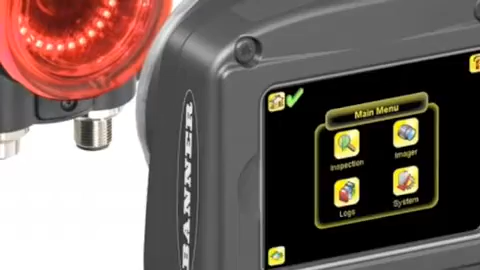 BANNER
Main Menu
Inspection
Imager
Logs
System
?